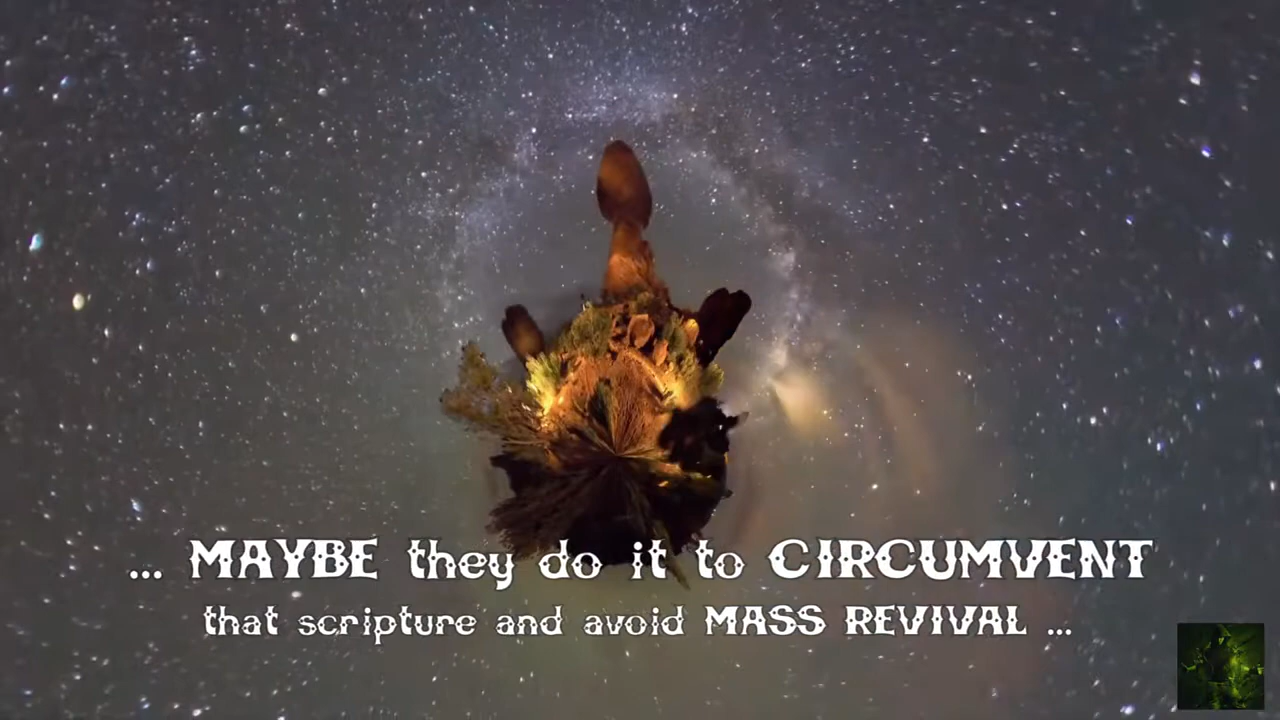 ... MAYBE they do it to CIRCUMVENT
that scripture and avoid MASS REVIVAL ...